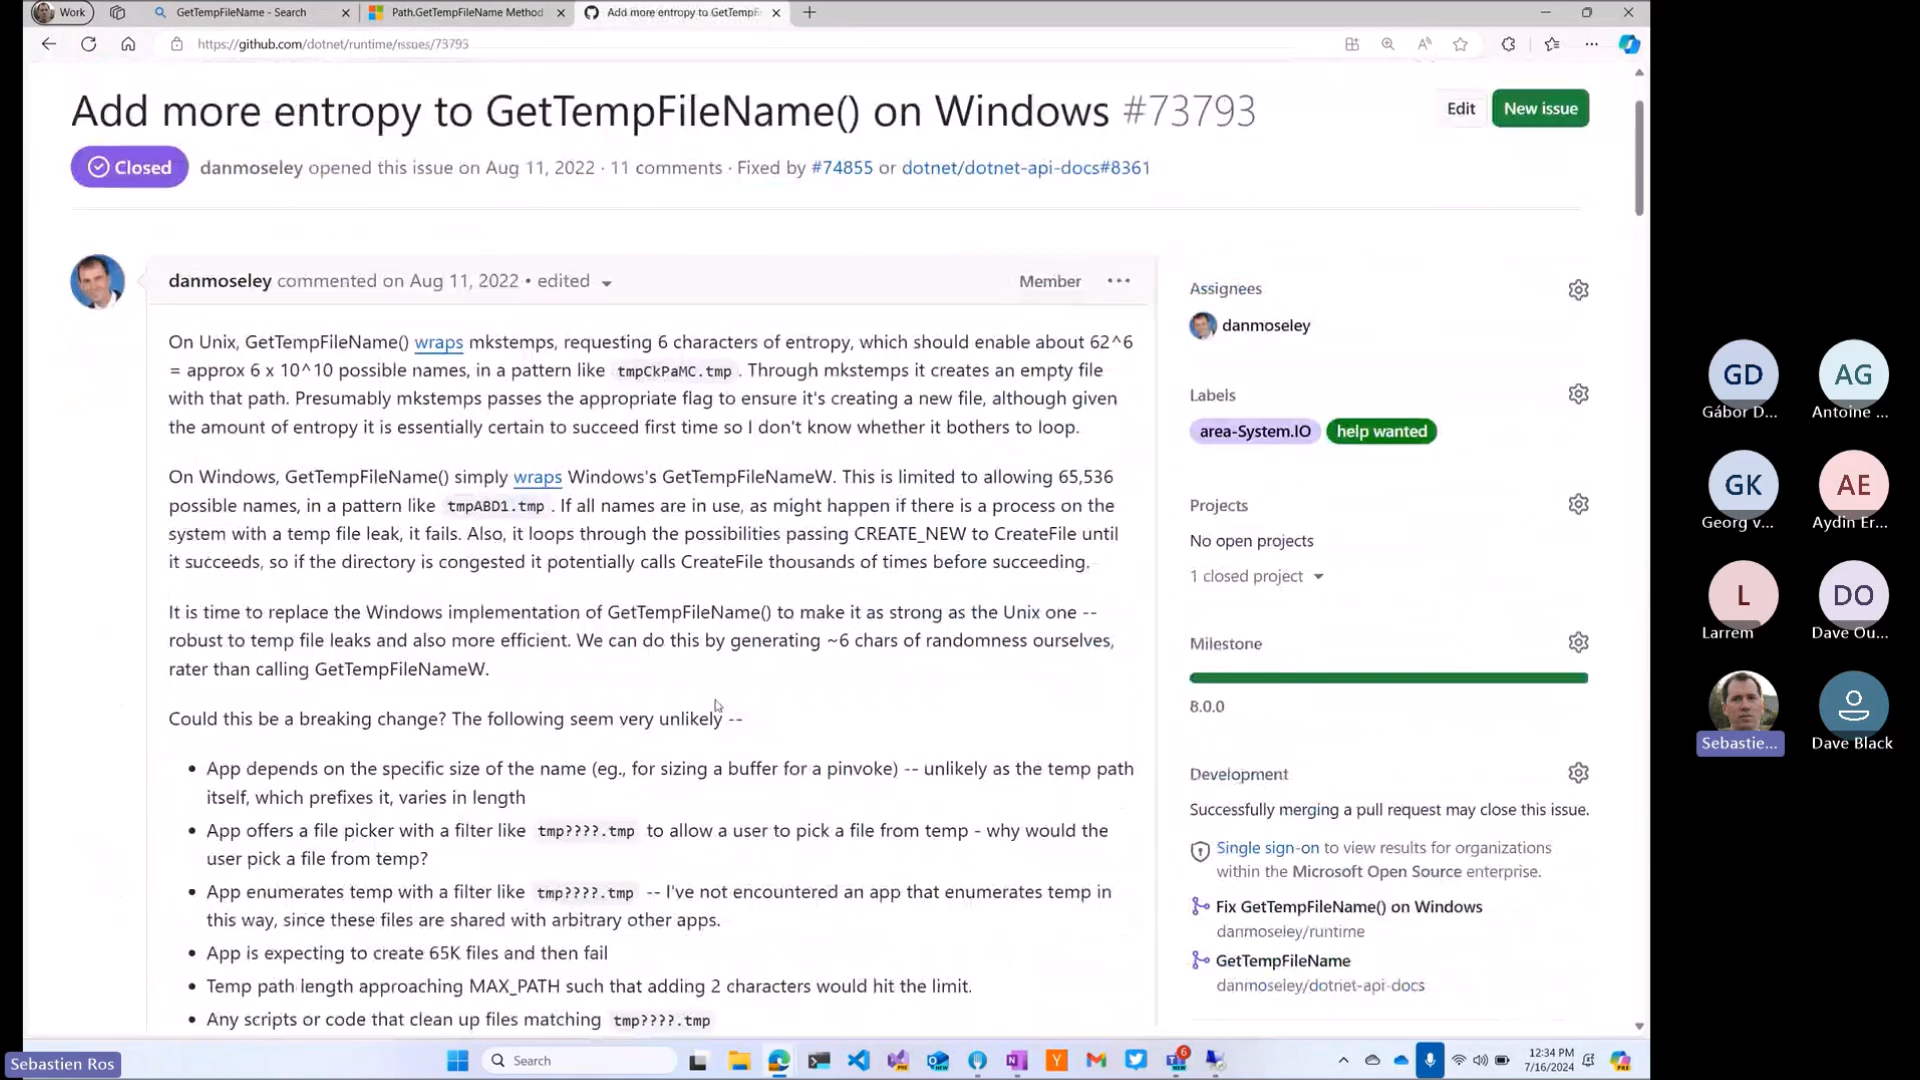 Work
GetTempFileName - Search
Path.GetTempFileName Method
Add more entropy to GetTempF
https://github.com/dotnet/runtime/issues/73793
Add more entropy to GetTempFileName() on Windows #73793
Edit
New issue
Closed
danmoseley opened this issue on Aug 11, 2022 · 11 comments · Fixed by #74855 or dotnet/dotnet-api-docs#8361
danmoseley commented on Aug 11, 2022 • edited
Member
On Unix, GetTempFileName() wraps mkstemps, requesting 6 characters of entropy, which should enable about 62^6
= approx 6 x 10^10 possible names, in a pattern like tmpCkPaMC.tmp . Through mkstemps it creates an empty file
with that path. Presumably mkstemps passes the appropriate flag to ensure it's creating a new file, although given
the amount of entropy it is essentially certain to succeed first time so I don't know whether it bothers to loop.
On Windows, GetTempFileName() simply wraps Windows's GetTempFileNameW. This is limited to allowing 65,536
possible names, in a pattern like tmpABD1.tmp . If all names are in use, as might happen if there is a process on the
system with a temp file leak, it fails. Also, it loops through the possibilities passing CREATE_NEW to CreateFile until
it succeeds, so if the directory is congested it potentially calls CreateFile thousands of times before succeeding.
It is time to replace the Windows implementation of GetTempFileName() to make it as strong as the Unix one --
robust to temp file leaks and also more efficient. We can do this by generating ~6 chars of randomness ourselves,
rater than calling GetTempFileNameW.
Could this be a breaking change? The following seem very unlikely --
• App depends on the specific size of the name (eg., for sizing a buffer for a pinvoke) -- unlikely as the temp path
itself, which prefixes it, varies in length
• App offers a file picker with a filter like tmp????.tmp to allow a user to pick a file from temp - why would the
user pick a file from temp?
• App enumerates temp with a filter like tmp????.tmp -- I've not encountered an app that enumerates temp in
this way, since these files are shared with arbitrary other apps.
• App is expecting to create 65K files and then fail
• Temp path length approaching MAX_PATH such that adding 2 characters would hit the limit.
• Any scripts or code that clean up files matching tmp????.tmp
Assignees
danmoseley
Labels
area-System.IO
help wanted
Projects
No open projects
1 closed project
Milestone
8.0.0
Development
Successfully merging a pull request may close this issue.
Single sign-on to view results for organizations
within the Microsoft Open Source enterprise.
Fix GetTempFileName() on Windows
danmoseley/runtime
GetTempFileName
danmoseley/dotnet-api-docs
GD
AG
Gábor D...
Antoine ...
GK
AE
Georg v...
Aydin Er...
L
DO
Larrem
Dave Ou...
Sebastie...
Dave Black
Sebastien Ros
Search
Y
6
12:34 PM
7/16/2024